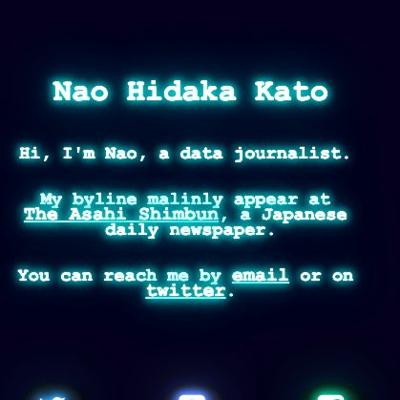 Nao Hidaka Kato
Hi, I'm Nao, a data journalist.
My byline malinly appear at
The Asahi Shimbun, a Japanese
daily newspaper.
You can reach me by email or on
twitter.